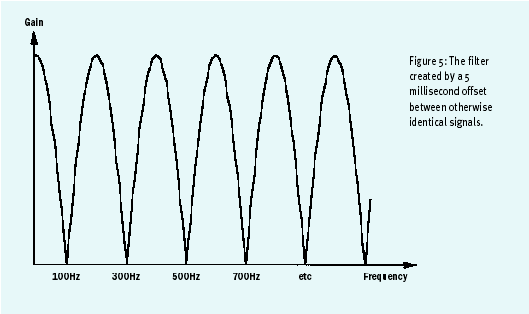 Gain
Figure 5: The filter
created by a 5
millisecond offset
between otherwise
identical signals.
100Hz 300Hz 500Hz 700Hz etc Frequency